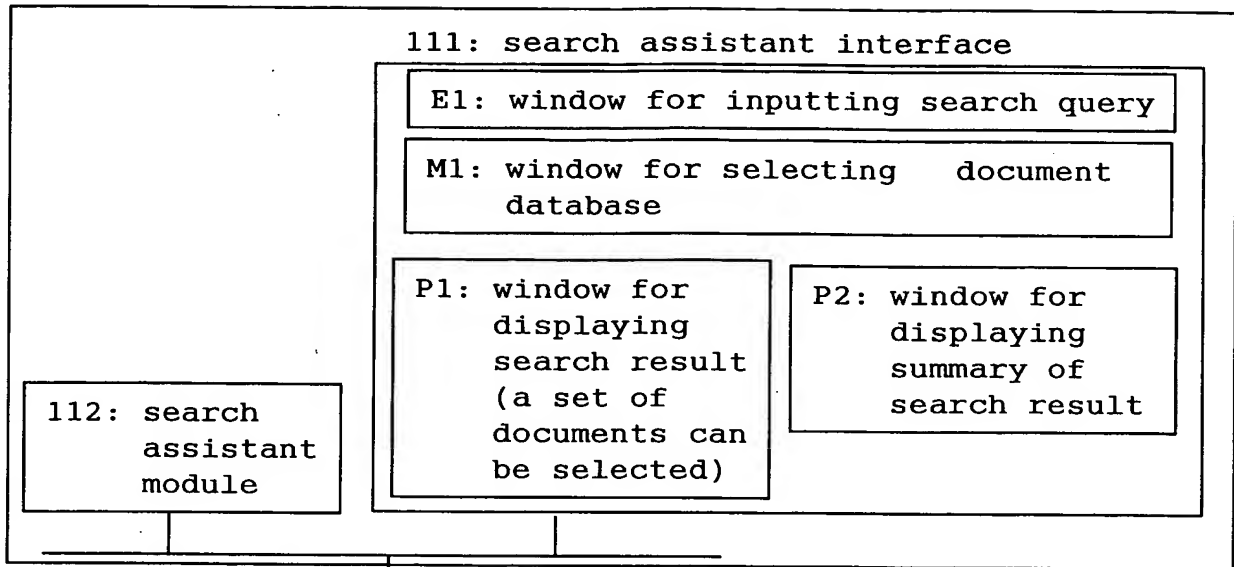 111: search assistant interface
E1: window for inputting search query
M1: window for selecting document
database
P1: window for
displaying
search result
(a set of
documents can
be selected)
P2: window for
displaying
summary of
search result
112: search
assistant
module